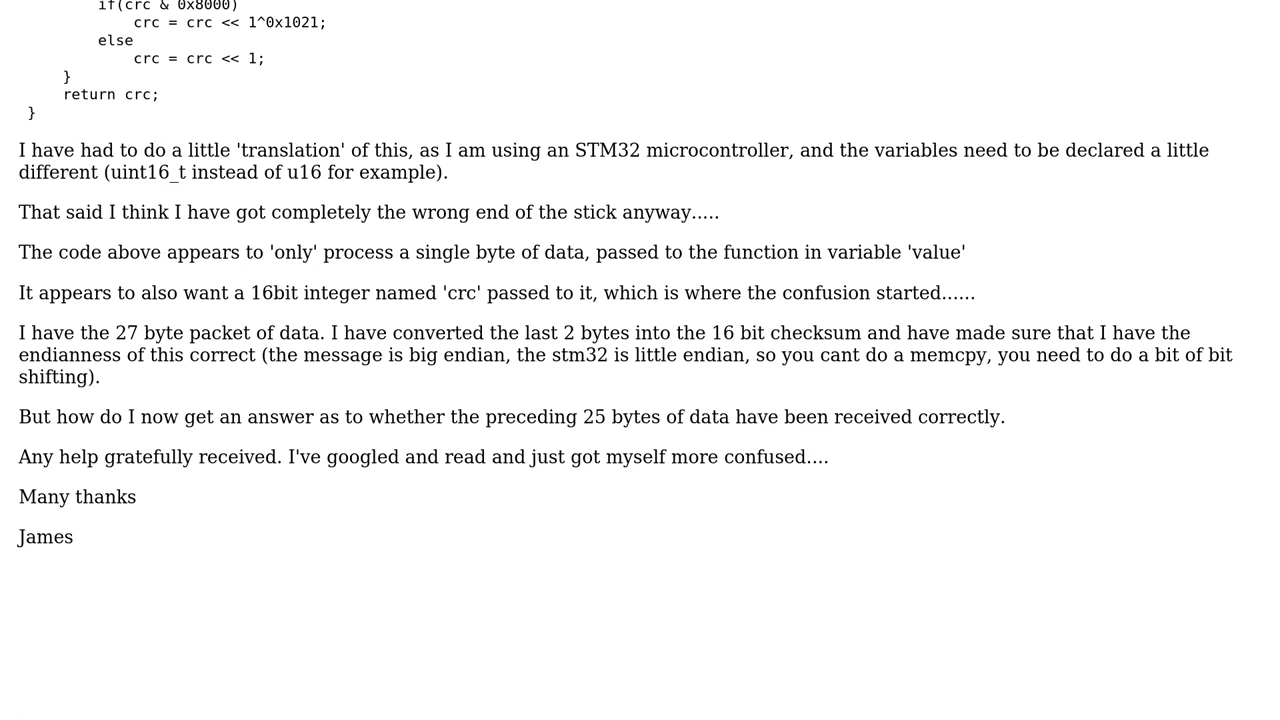 if(crc & 0x8000)
crc = crc << 1^0x1021;
else
crc = crc << 1;
}
return crc;
}
I have had to do a little 'translation' of this, as I am using an STM32 microcontroller, and the variables need to be declared a little
different (uint16_t instead of u16 for example).
That said I think I have got completely the wrong end of the stick anyway.....
The code above appears to 'only' process a single byte of data, passed to the function in variable 'value'
It appears to also want a 16bit integer named 'crc' passed to it, which is where the confusion started......
I have the 27 byte packet of data. I have converted the last 2 bytes into the 16 bit checksum and have made sure that I have the
endianness of this correct (the message is big endian, the stm32 is little endian, so you cant do a memcpy, you need to do a bit of bit
shifting).
But how do I now get an answer as to whether the preceding 25 bytes of data have been received correctly.
Any help gratefully received. I've googled and read and just got myself more confused....
Many thanks
James